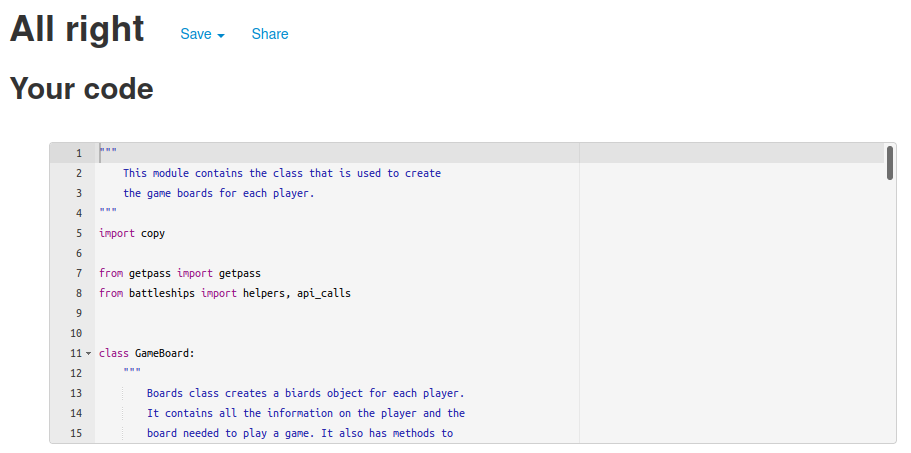 All right Save Share
Your code
1 """
2 This module contains the class that is used to create
3 the game boards for each player.
4 """
5 import copy
6
7 from getpass import getpass
8 from battleships import helpers, api_calls
9
10
11 class GameBoard:
12 """
13 Boards class creates a biards object for each player.
14 It contains all the information on the player and the
15 board needed to play a game. It also has methods to